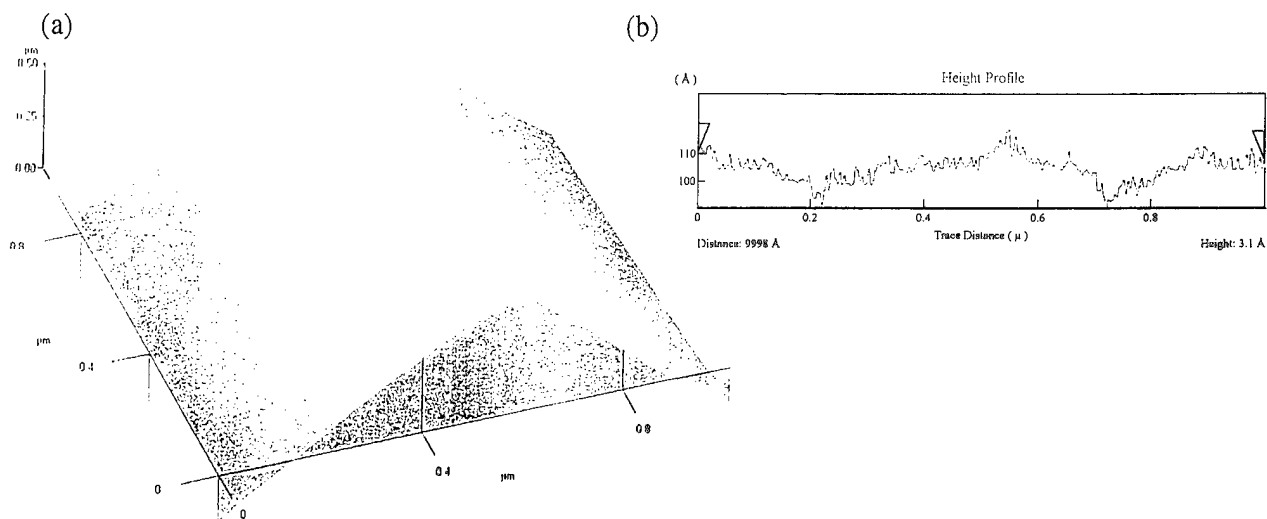 (a)
(b)
μm
0.50
0.25
0.00
0.8
μm
0.4
0
0
0.4
μm
0.8
(Å)
Height Profile
110
100
0
0.2
0.4
0.6
0.8
Trace Distance ( μ )
Distance: 9998 Å
Height: 3.1 Å